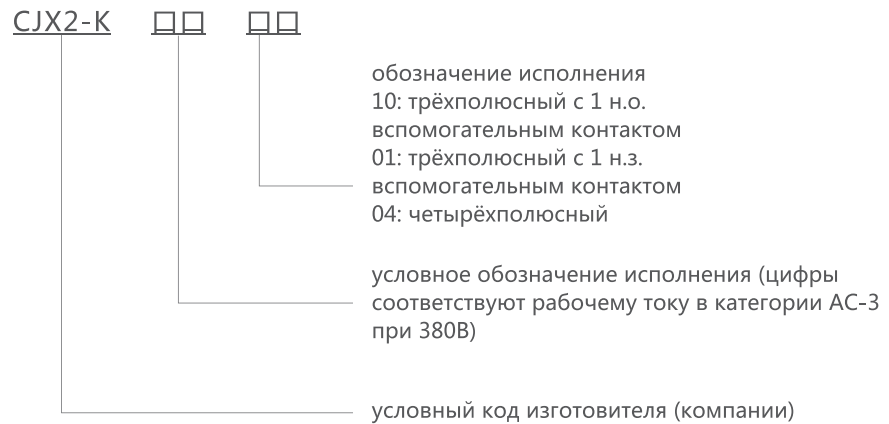 CJX2-K □□ □□
обозначение исполнения
10: трёхполюсный с 1 н.о.
вспомогательным контактом
01: трёхполюсный с 1 н.з.
вспомогательным контактом
04: четырёхполюсный
условное обозначение исполнения (цифры
соответствуют рабочему току в категории AC-3
при 380В)
условный код изготовителя (компании)